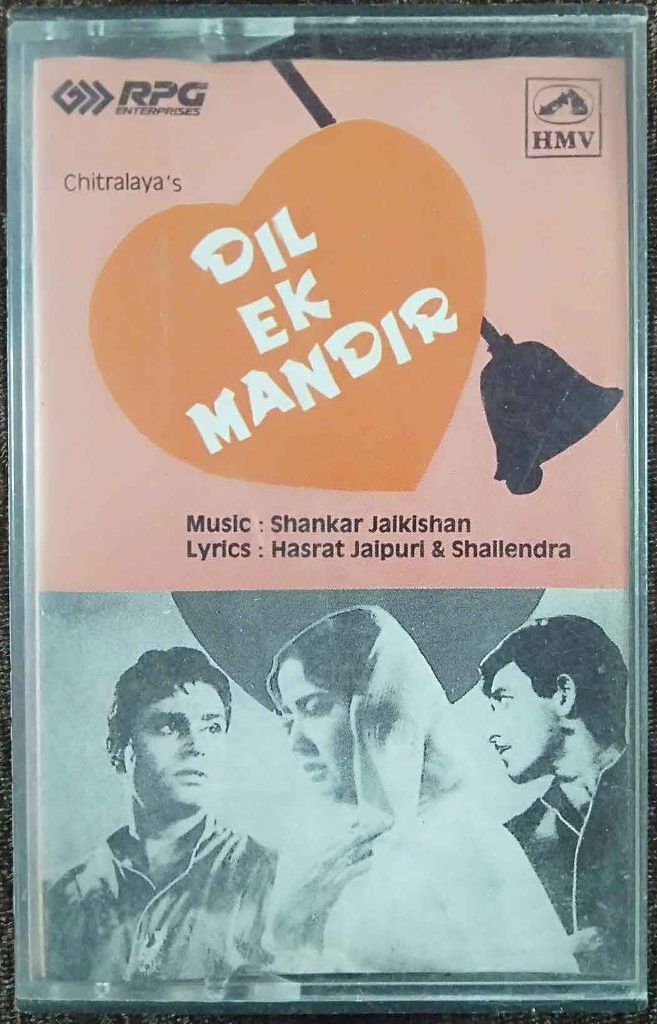 RPG
ENTERPRISES
HMV
Chitralaya's
DIL
EK
MANDIR
Music : Shankar Jaikishan
Lyrics : Hasrat Jaipuri & Shailendra